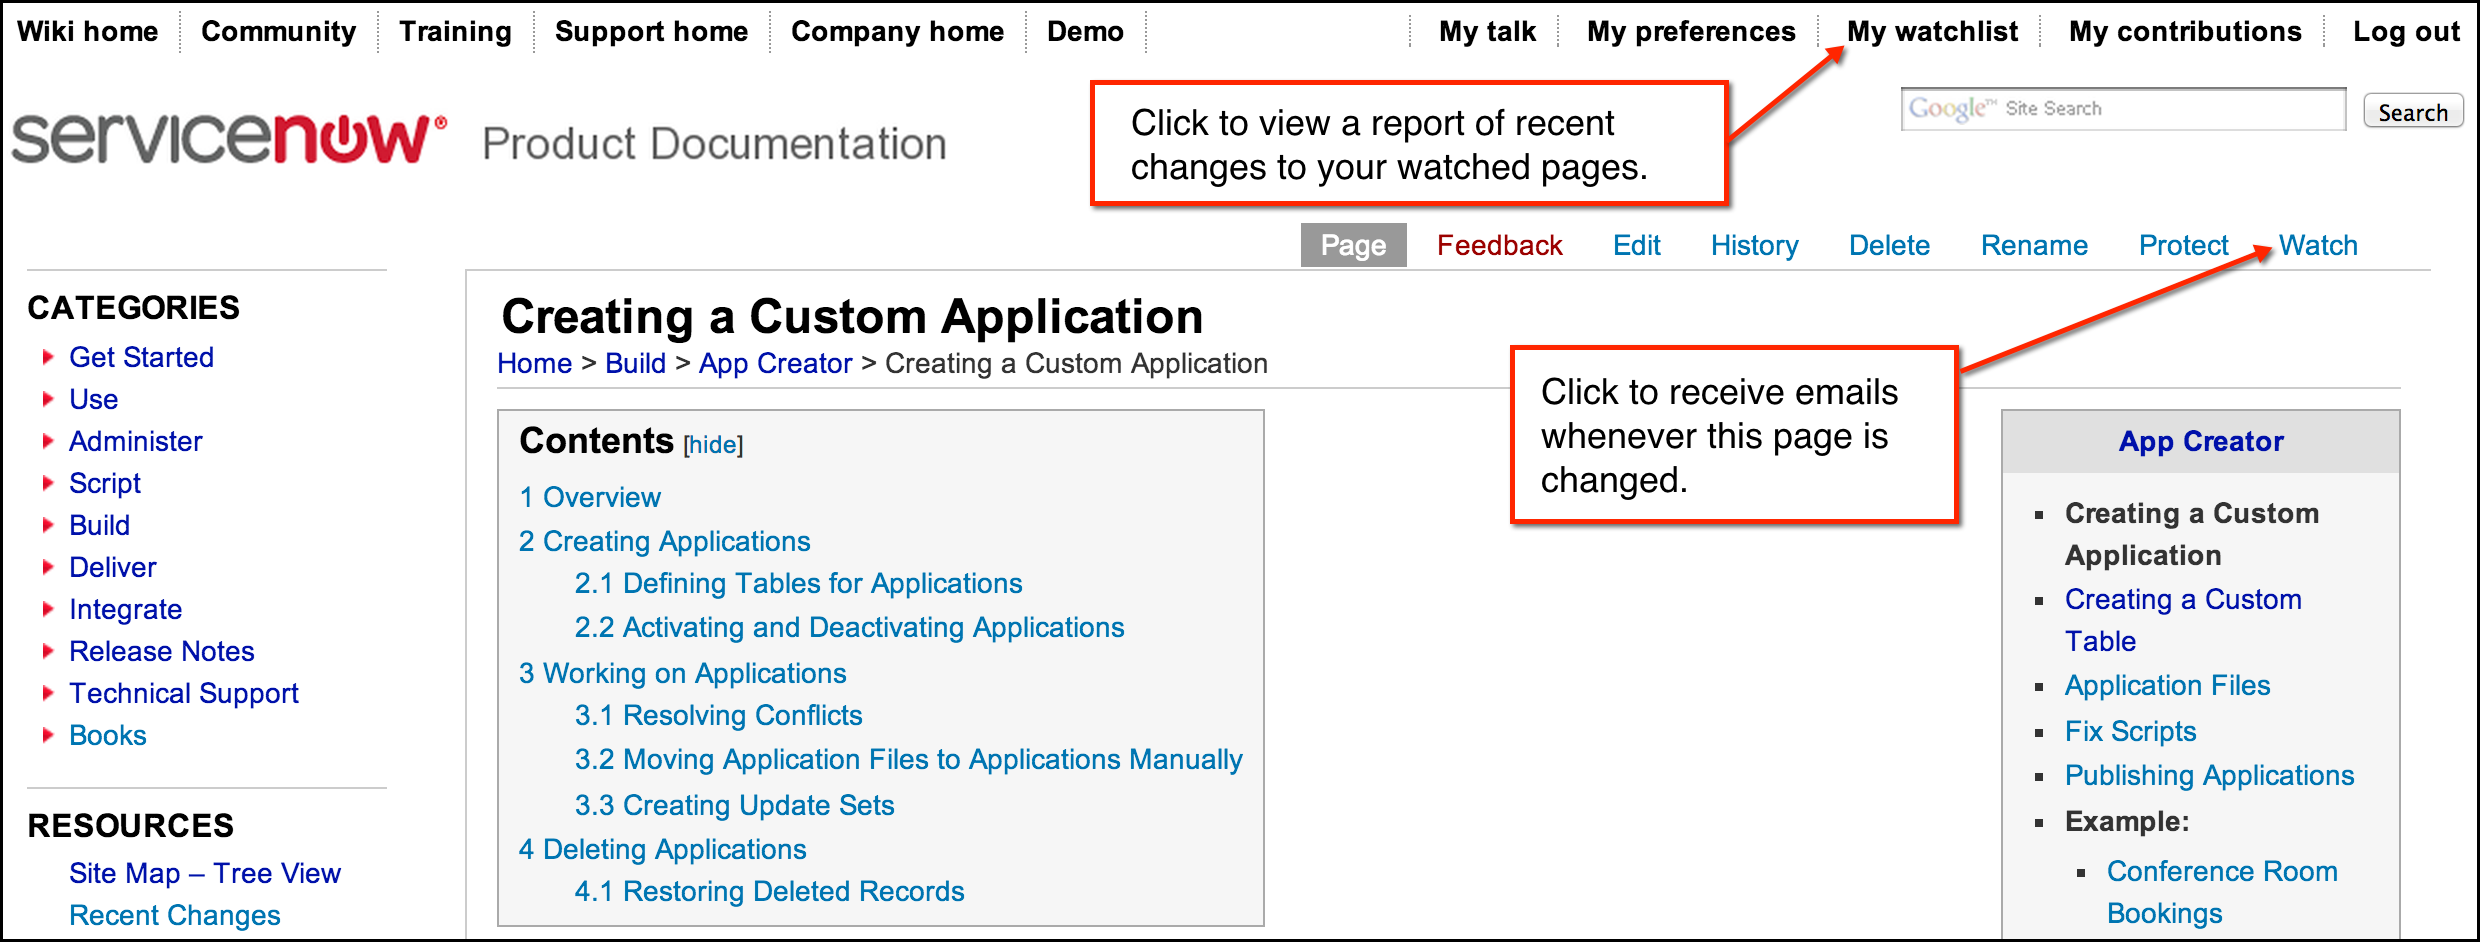 Wiki home Community Training Support home Company home Demo My talk My preferences My watchlist My contributions Log out
servicenow Product Documentation
Click to view a report of recent
changes to your watched pages.
Google™ Site Search Search
Page Feedback Edit History Delete Rename Protect Watch
CATEGORIES
Get Started
Use
Administer
Script
Build
Deliver
Integrate
Release Notes
Technical Support
Books
RESOURCES
Site Map – Tree View
Recent Changes
Creating a Custom Application
Home > Build > App Creator > Creating a Custom Application
Contents [hide]
1 Overview
2 Creating Applications
2.1 Defining Tables for Applications
2.2 Activating and Deactivating Applications
3 Working on Applications
3.1 Resolving Conflicts
3.2 Moving Application Files to Applications Manually
3.3 Creating Update Sets
4 Deleting Applications
4.1 Restoring Deleted Records
Click to receive emails
whenever this page is
changed.
App Creator
Creating a Custom
Application
Creating a Custom
Table
Application Files
Fix Scripts
Publishing Applications
Example:
Conference Room
Bookings